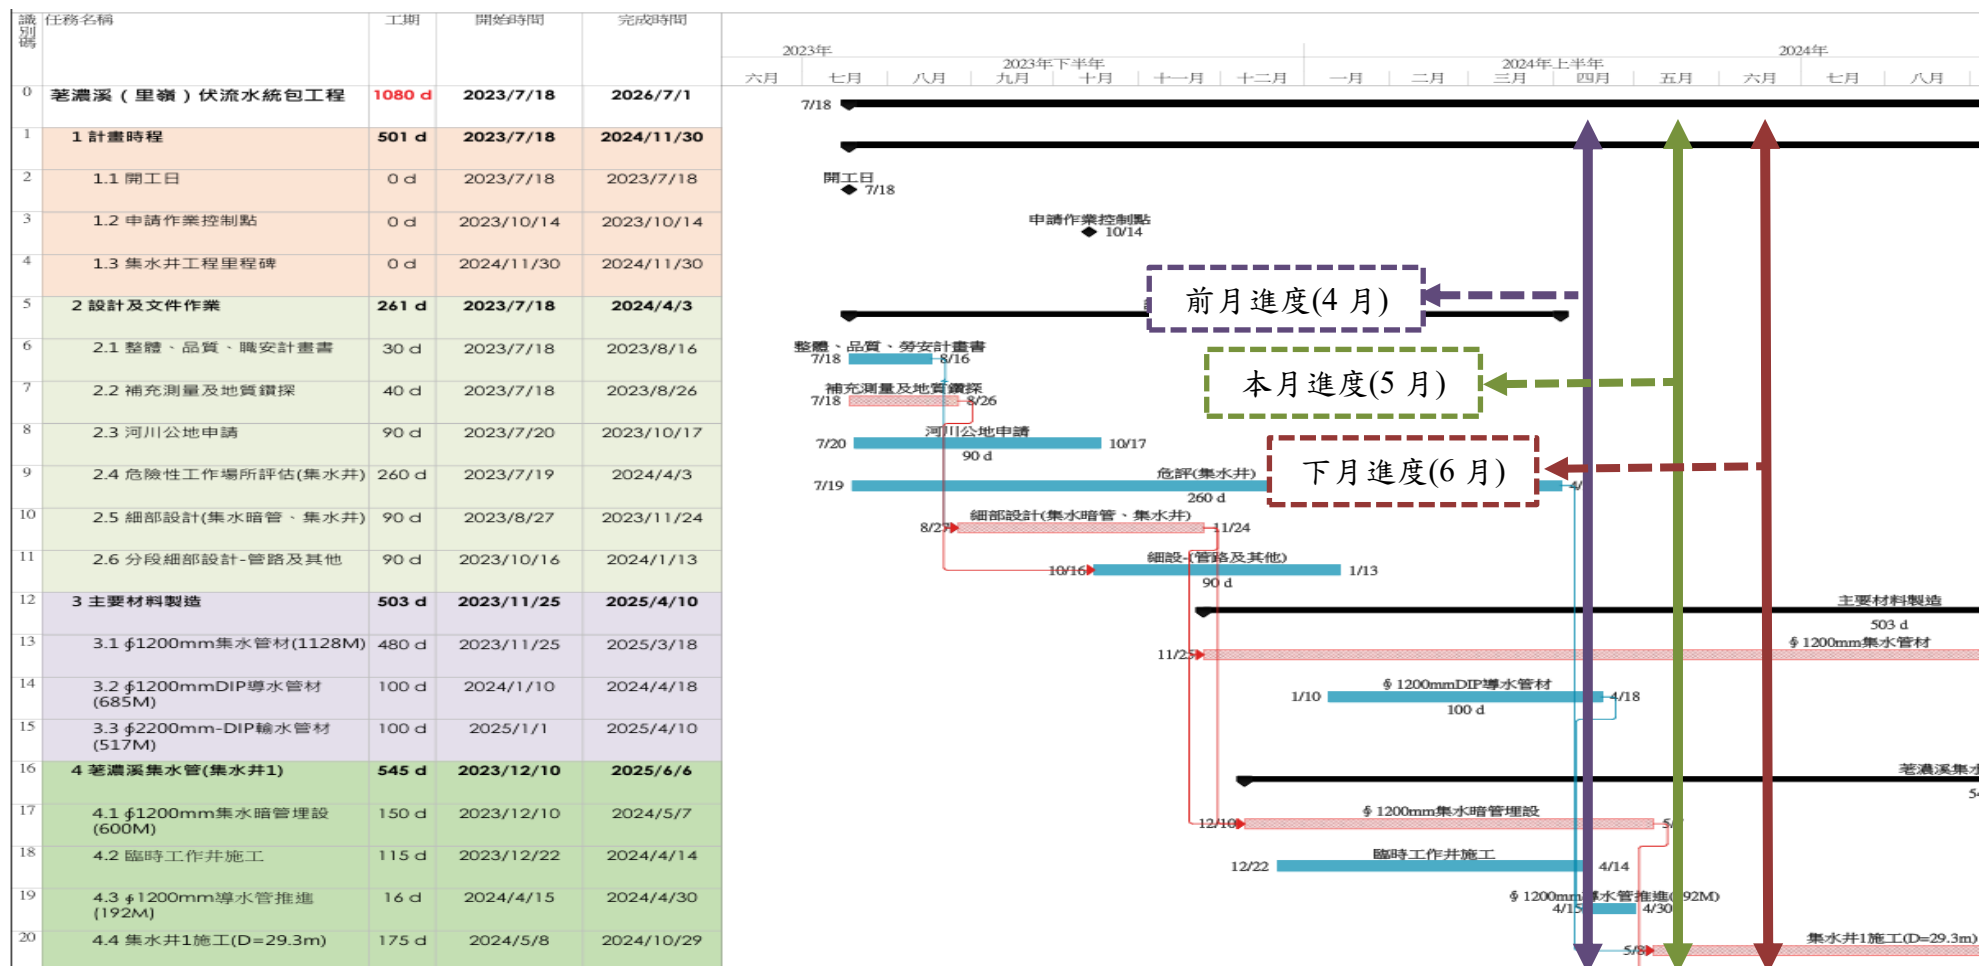 識別碼 任務名稱 工期 開始時間 完成時間
2023年 2024年
2023年下半年 2024年上半年
六月 七月 八月 九月 十月 十一月 十二月 一月 二月 三月 四月 五月 六月 七月 八月
0 荖濃溪（里嶺）伏流水統包工程 1080 d 2023/7/18 2026/7/1
7/18
1 1 計畫時程 501 d 2023/7/18 2024/11/30
2 1.1 開工日 0 d 2023/7/18 2023/7/18
開工日
7/18
3 1.2 申請作業控制點 0 d 2023/10/14 2023/10/14
申請作業控制點
10/14
4 1.3 集水井工程里程碑 0 d 2024/11/30 2024/11/30
前月進度(4 月)
5 2 設計及文件作業 261 d 2023/7/18 2024/4/3
6 2.1 整體、品質、職安計畫書 30 d 2023/7/18 2023/8/16
整體、品質、勞安計畫書
7/18 8/16
本月進度(5 月)
7 2.2 補充測量及地質鑽探 40 d 2023/7/18 2023/8/26
補充測量及地質鑽探
7/18 8/26
8 2.3 河川公地申請 90 d 2023/7/20 2023/10/17
河川公地申請
7/20 10/17
90 d
下月進度(6 月)
9 2.4 危險性工作場所評估(集水井) 260 d 2023/7/19 2024/4/3
危評(集水井)
7/19
260 d
10 2.5 細部設計(集水暗管、集水井) 90 d 2023/8/27 2023/11/24
細部設計(集水暗管、集水井)
8/27 11/24
11 2.6 分段細部設計-管路及其他 90 d 2023/10/16 2024/1/13
細設-(管路及其他)
10/16 1/13
90 d
12 3 主要材料製造 503 d 2023/11/25 2025/4/10
主要材料製造
503 d
13 3.1 ∮1200mm集水管材(1128M) 480 d 2023/11/25 2025/3/18
∮1200mm集水管材
11/25
14 3.2 ∮1200mmDIP導水管材(685M) 100 d 2024/1/10 2024/4/18
∮1200mmDIP導水管材
1/10 4/18
100 d
15 3.3 ∮2200mm-DIP輸水管材(517M) 100 d 2025/1/1 2025/4/10
16 4 荖濃溪集水管(集水井1) 545 d 2023/12/10 2025/6/6
荖濃溪集水
17 4.1 ∮1200mm集水暗管埋設(600M) 150 d 2023/12/10 2024/5/7
∮1200mm集水暗管埋設
12/10 5/7
18 4.2 臨時工作井施工 115 d 2023/12/22 2024/4/14
臨時工作井施工
12/22 4/14
19 4.3 ∮1200mm導水管推進(192M) 16 d 2024/4/15 2024/4/30
∮1200mm導水管推進(192M)
4/15 4/30
20 4.4 集水井1施工(D=29.3m) 175 d 2024/5/8 2024/10/29
集水井1施工(D=29.3m)
5/8